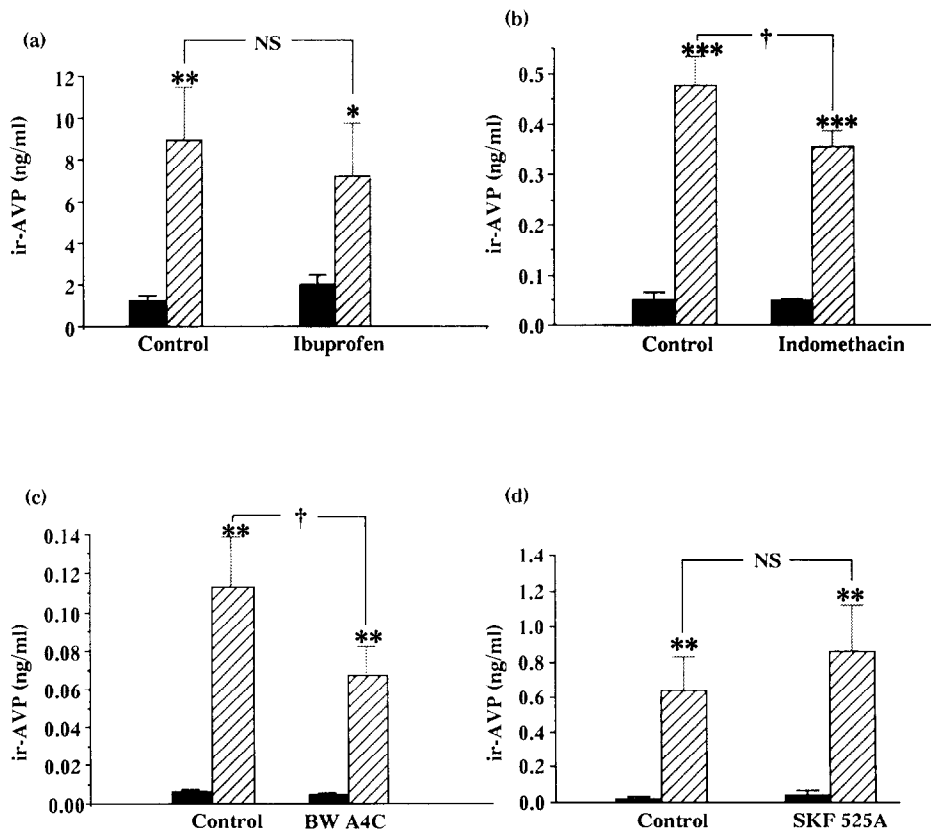 (a)
NS
ir-AVP (ng/ml)
12
10
8
6
4
2
0
**
*
Control
Ibuprofen
(b)
†
ir-AVP (ng/ml)
0.5
0.4
0.3
0.2
0.1
0.0
***
***
Control
Indomethacin
(c)
†
ir-AVP (ng/ml)
0.14
0.12
0.10
0.08
0.06
0.04
0.02
0.00
**
**
Control
BW A4C
(d)
NS
ir-AVP (ng/ml)
1.4
1.2
1.0
0.8
0.6
0.4
0.2
0.0
**
**
Control
SKF 525A